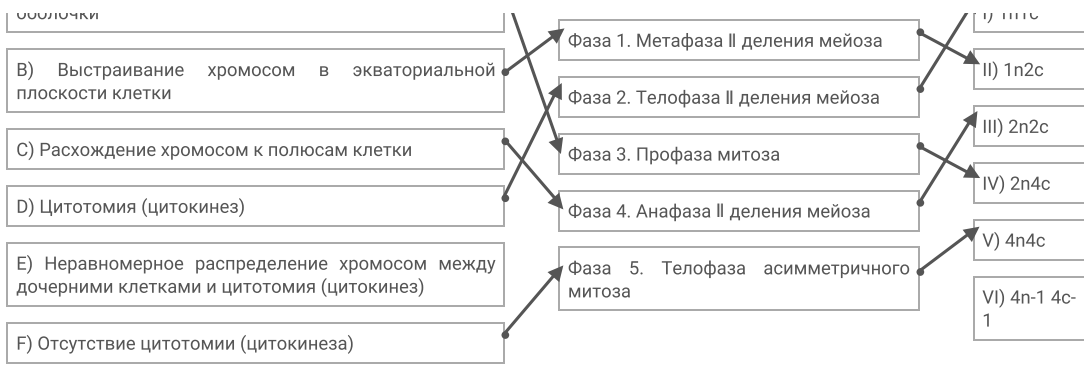 оболочки
B) Выстраивание хромосом в экваториальной
плоскости клетки
C) Расхождение хромосом к полюсам клетки
D) Цитотомия (цитокинез)
E) Неравномерное распределение хромосом между
дочерними клетками и цитотомия (цитокинез)
F) Отсутствие цитотомии (цитокинеза)
Фаза 1. Метафаза II деления мейоза
Фаза 2. Телофаза II деления мейоза
Фаза 3. Профаза митоза
Фаза 4. Анафаза II деления мейоза
Фаза 5. Телофаза асимметричного
митоза
I) 1n1c
II) 1n2c
III) 2n2c
IV) 2n4c
V) 4n4c
VI) 4n-1 4c-
1